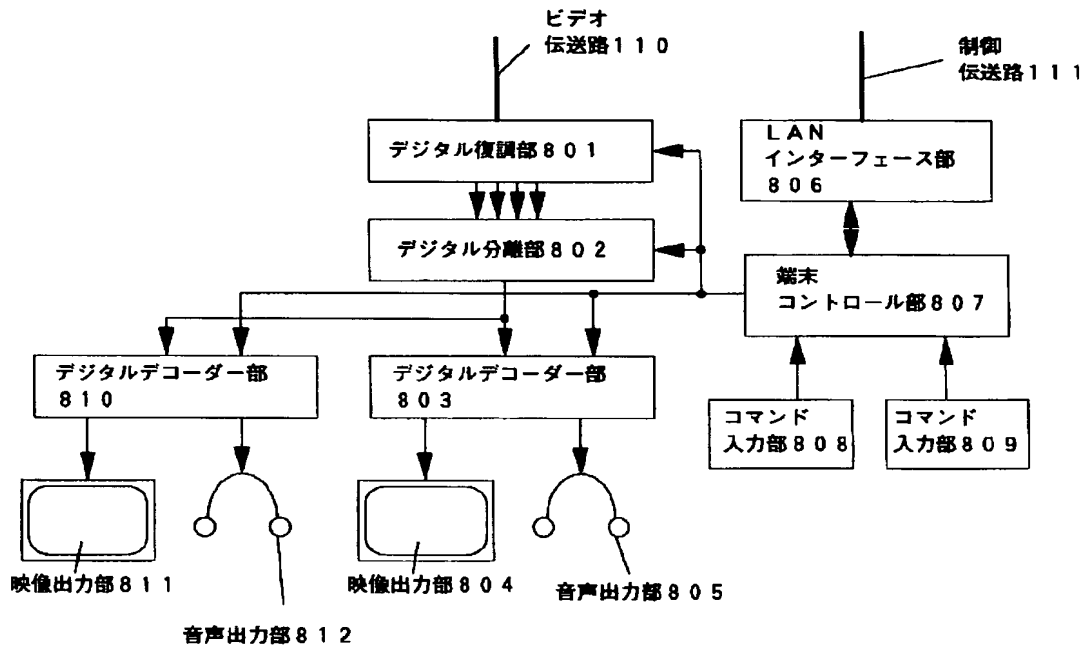 ビデオ
伝送路110
制御
伝送路111
デジタル復調部801
LAN
インターフェース部
806
デジタル分離部802
端末
コントロール部807
デジタルデコーダー部
810
デジタルデコーダー部
803
コマンド
入力部808
コマンド
入力部809
映像出力部811
映像出力部804
音声出力部805
音声出力部812